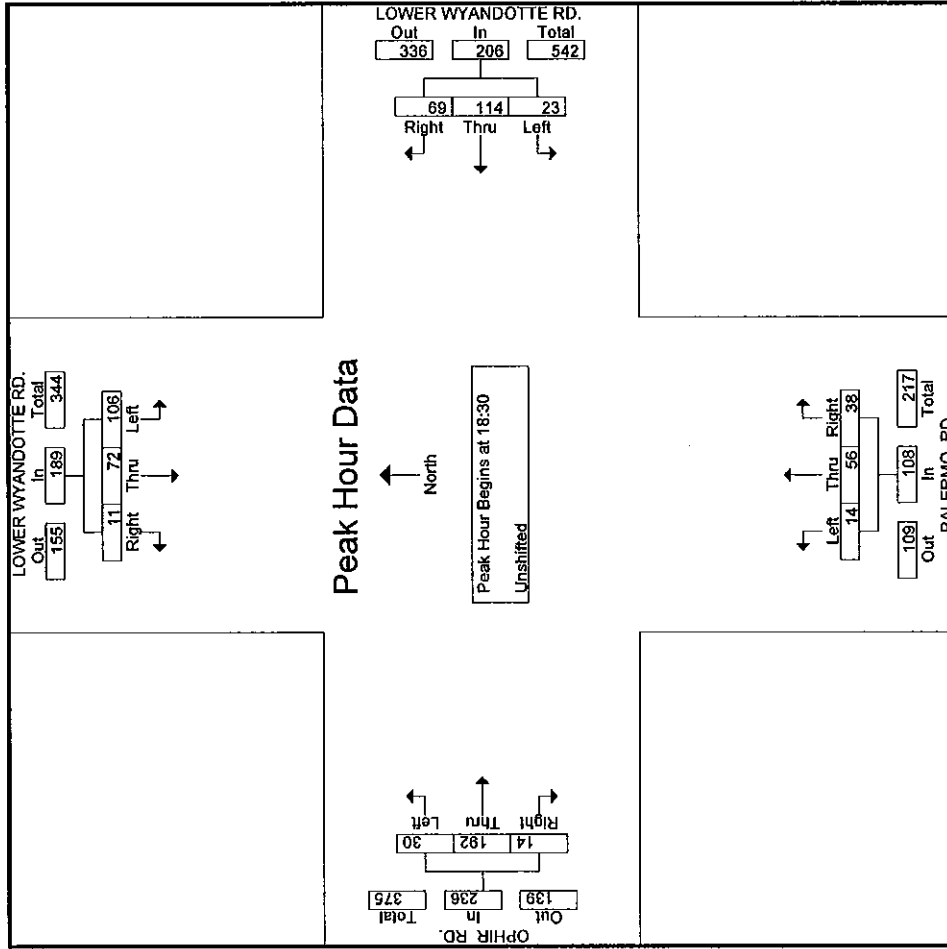 LOWER WYANDOTTE RD.
Out In Total
336 206 542
69 114 23
Right Thru Left
LOWER WYANDOTTE RD.
Out In Total
155 189 344
11 72 106
Right Thru Left
Peak Hour Data
North
Peak Hour Begins at 18:30
Unshifted
Left Thru Right
14 56 38
109 108 217
Out In Total
PALERMO RD.
Left Thru Right
30 192 14
Total In Out
375 236 139
OPHIR RD.